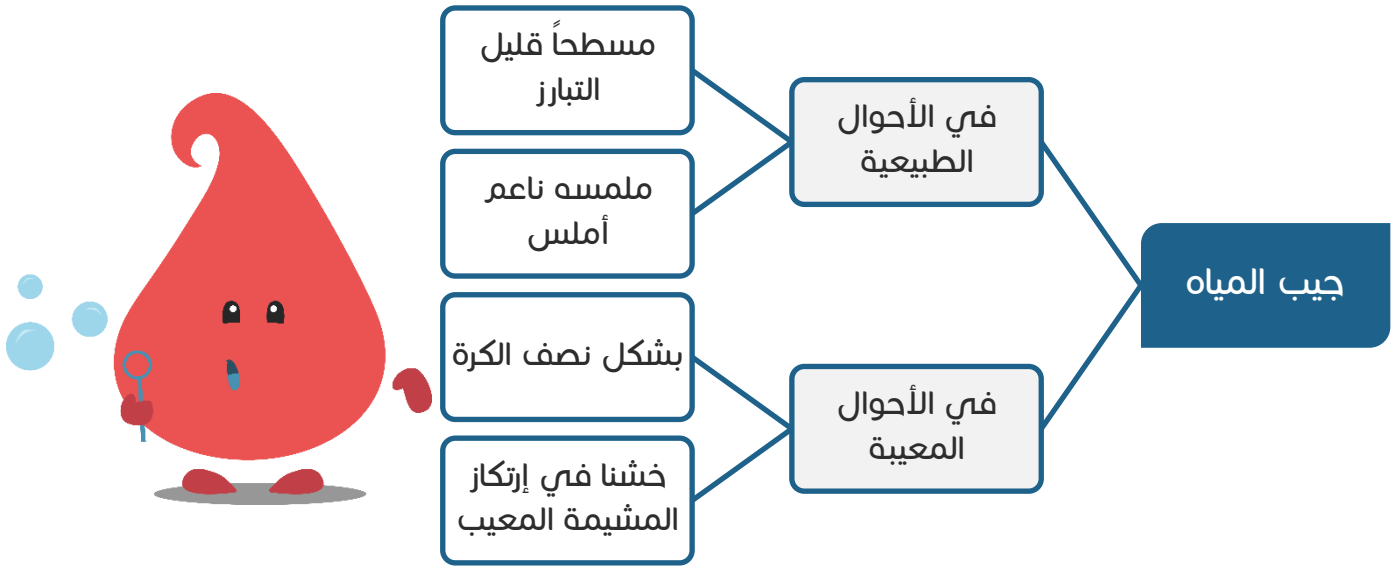 جيب المياه
في الأحوال
الطبيعية
مسطحاً قليل
التبارز
ملمسه ناعم
أملس
في الأحوال
المعيبة
بشكل نصف الكرة
خشنا في إرتكاز
المشيمة المعيب